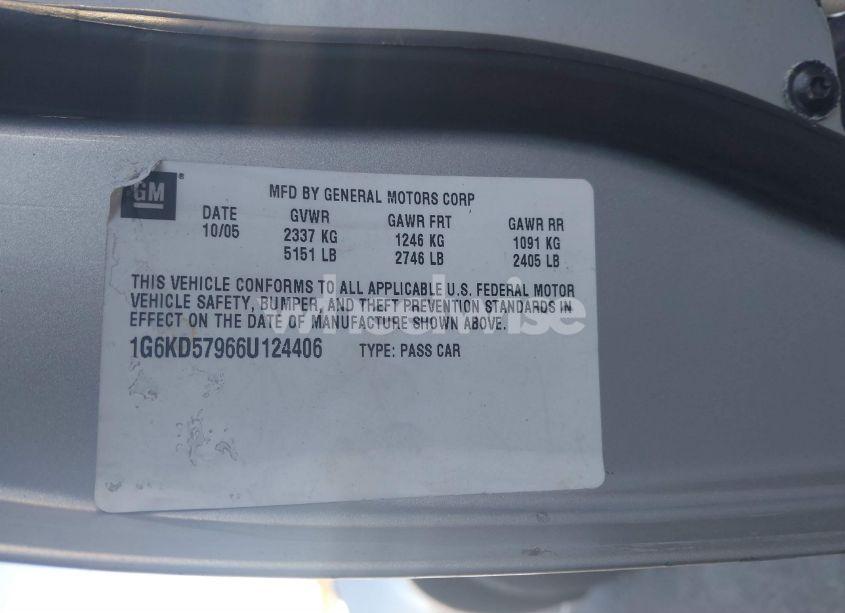 GM
MFD BY GENERAL MOTORS CORP
DATE GVWR GAWR FRT GAWR RR
10/05 2337 KG 1246 KG 1091 KG
5151 LB 2746 LB 2405 LB
THIS VEHICLE CONFORMS TO ALL APPLICABLE U.S. FEDERAL MOTOR
VEHICLE SAFETY, BUMPER, AND THEFT PREVENTION STANDARDS IN
EFFECT ON THE DATE OF MANUFACTURE SHOWN ABOVE.
wheelwise
1G6KD57966U124406 TYPE: PASS CAR